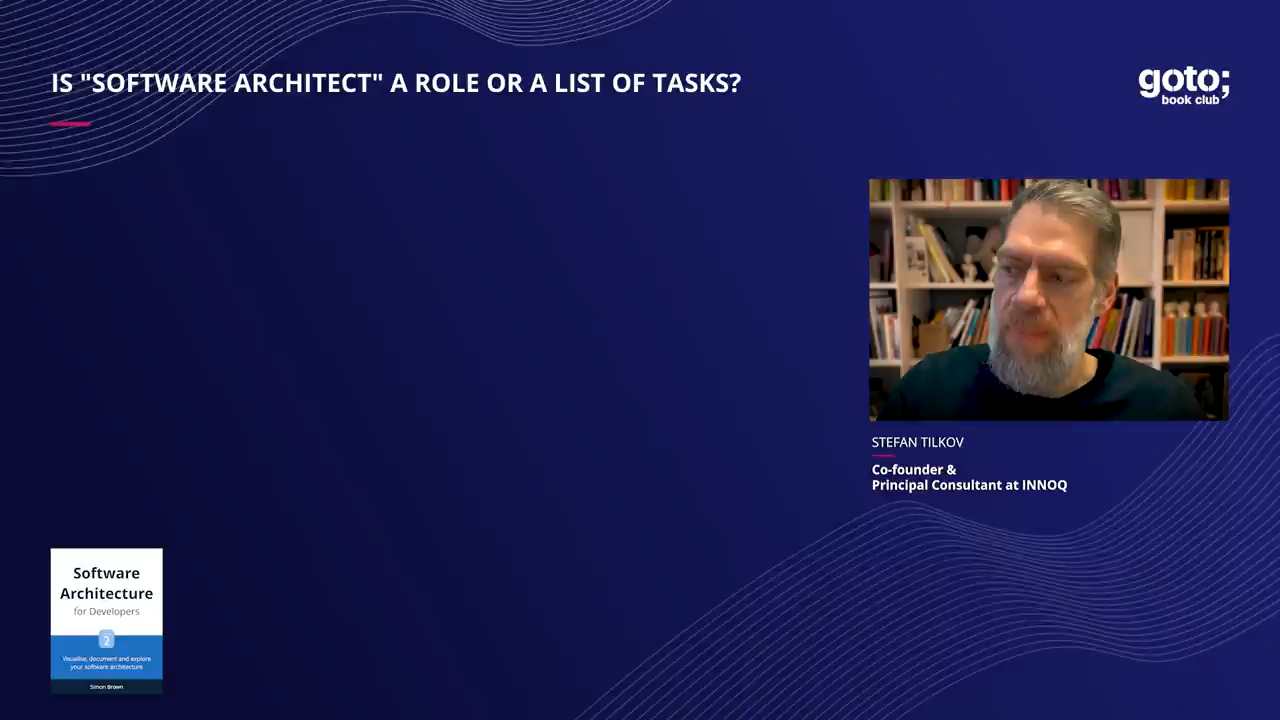 IS "SOFTWARE ARCHITECT" A ROLE OR A LIST OF TASKS?
goto;
book club
STEFAN TILKOV
Co-founder &
Principal Consultant at INNOQ
Software
Architecture
for Developers
2
Visualise, document and explore
your software architecture
Simon Brown